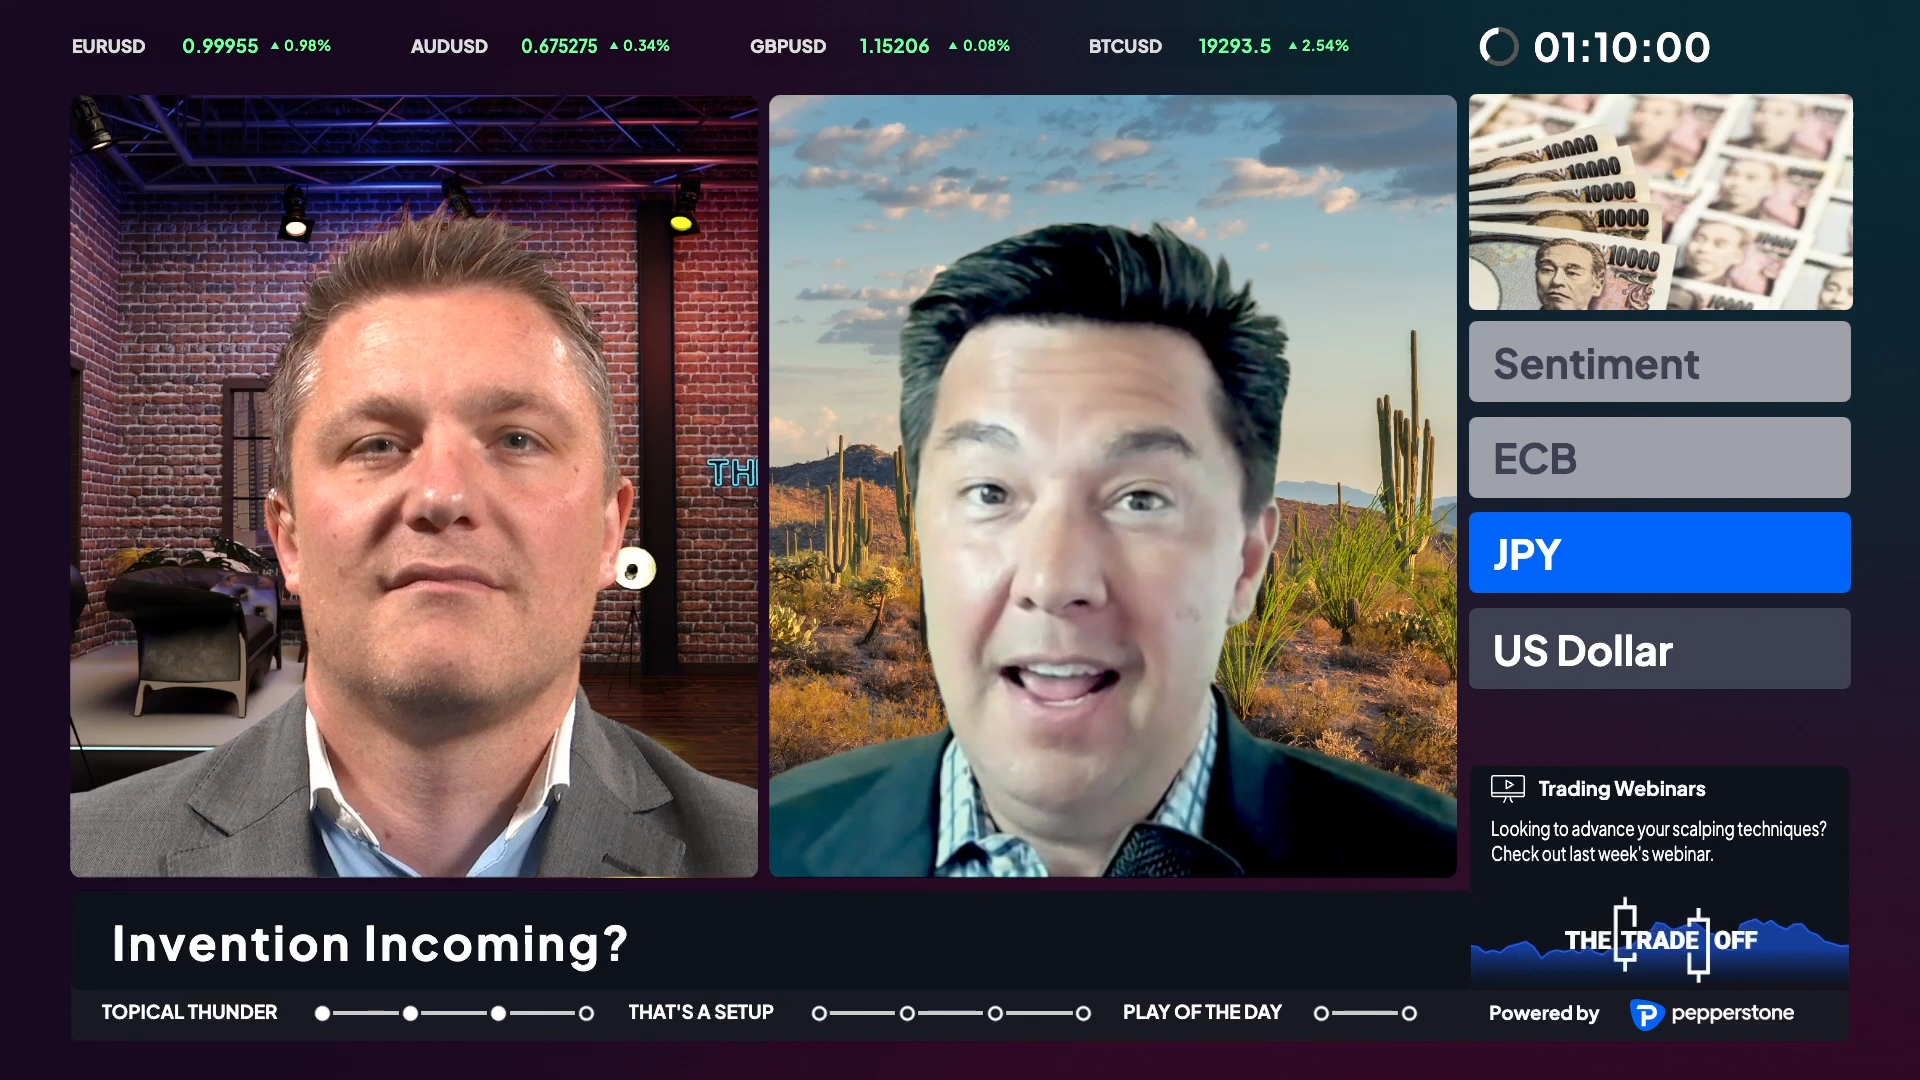 EURUSD 0.99955 ▲ 0.98% AUDUSD 0.675275 ▲ 0.34% GBPUSD 1.15206 ▲ 0.08% BTCUSD 19293.5 ▲ 2.54% 01:10:00
10000
10000
10000
10000
10000
Sentiment
ECB
JPY
US Dollar
Trading Webinars
Looking to advance your scalping techniques?
Check out last week's webinar.
THE TRADE OFF
Invention Incoming?
TOPICAL THUNDER THAT'S A SETUP PLAY OF THE DAY Powered by pepperstone